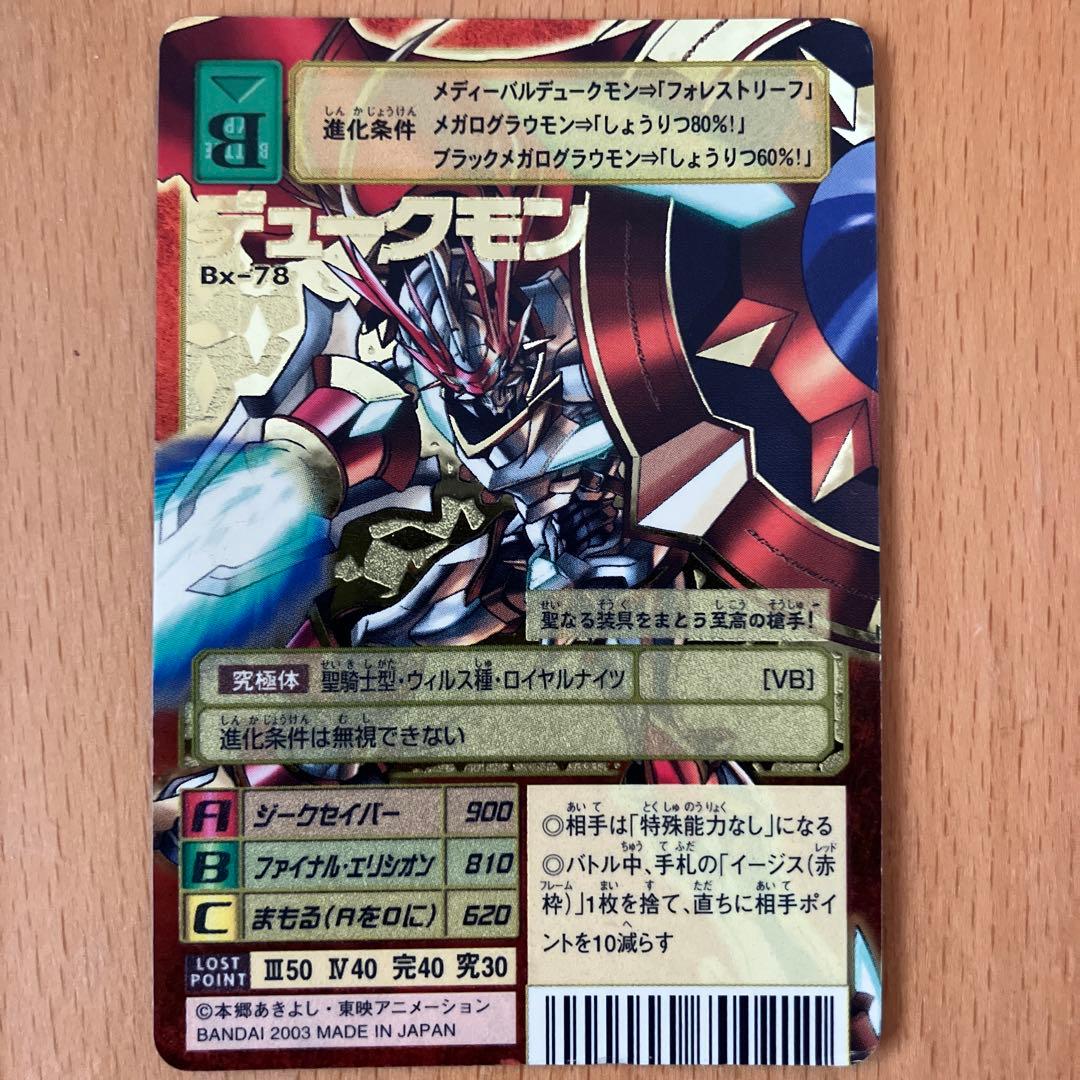 メディーバルデュークモン⇒「フォレストリーフ」
進化条件 メガログラウモン⇒「しょうりつ80%!」
ブラックメガログラウモン⇒「しょうりつ60%!」
B
デュークモン
Bx-78
聖なる装具をまとう至高の槍手!
究極体 聖騎士型・ウィルス種・ロイヤルナイツ [VB]
進化条件は無視できない
A ジークセイバー 900
B ファイナル・エリシオン 810
C まもる(Aを0に) 620
LOST POINT Ⅲ50 Ⅳ40 完40 究30
◎相手は「特殊能力なし」になる
◎バトル中、手札の「イージス(赤
枠)」1枚を捨て、直ちに相手ポイ
ントを10減らす
©本郷あきよし・東映アニメーション
BANDAI 2003 MADE IN JAPAN